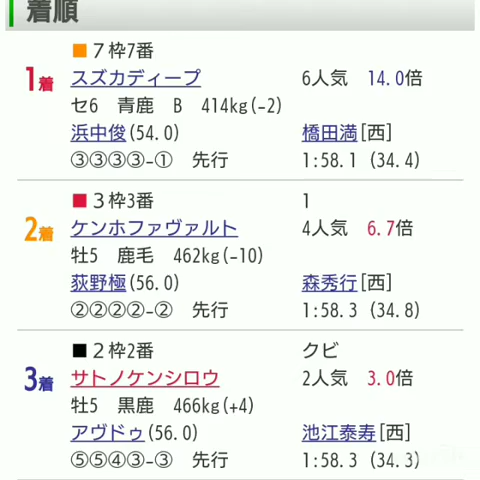 着順
1着
7枠7番
スズカディープ 6人気 14.0倍
セ6 青鹿 B 414kg(-2)
浜中俊(54.0) 橋田満[西]
③③③③-① 先行 1:58.1 (34.4)
2着
3枠3番 1
ケンホファヴァルト 4人気 6.7倍
牡5 鹿毛 462kg(-10)
荻野極(56.0) 森秀行[西]
②②②②-② 先行 1:58.3 (34.8)
3着
2枠2番 クビ
サトノケンシロウ 2人気 3.0倍
牡5 黒鹿 466kg(+4)
アヴドゥ(56.0) 池江泰寿[西]
⑤⑤④③-③ 先行 1:58.3 (34.3)